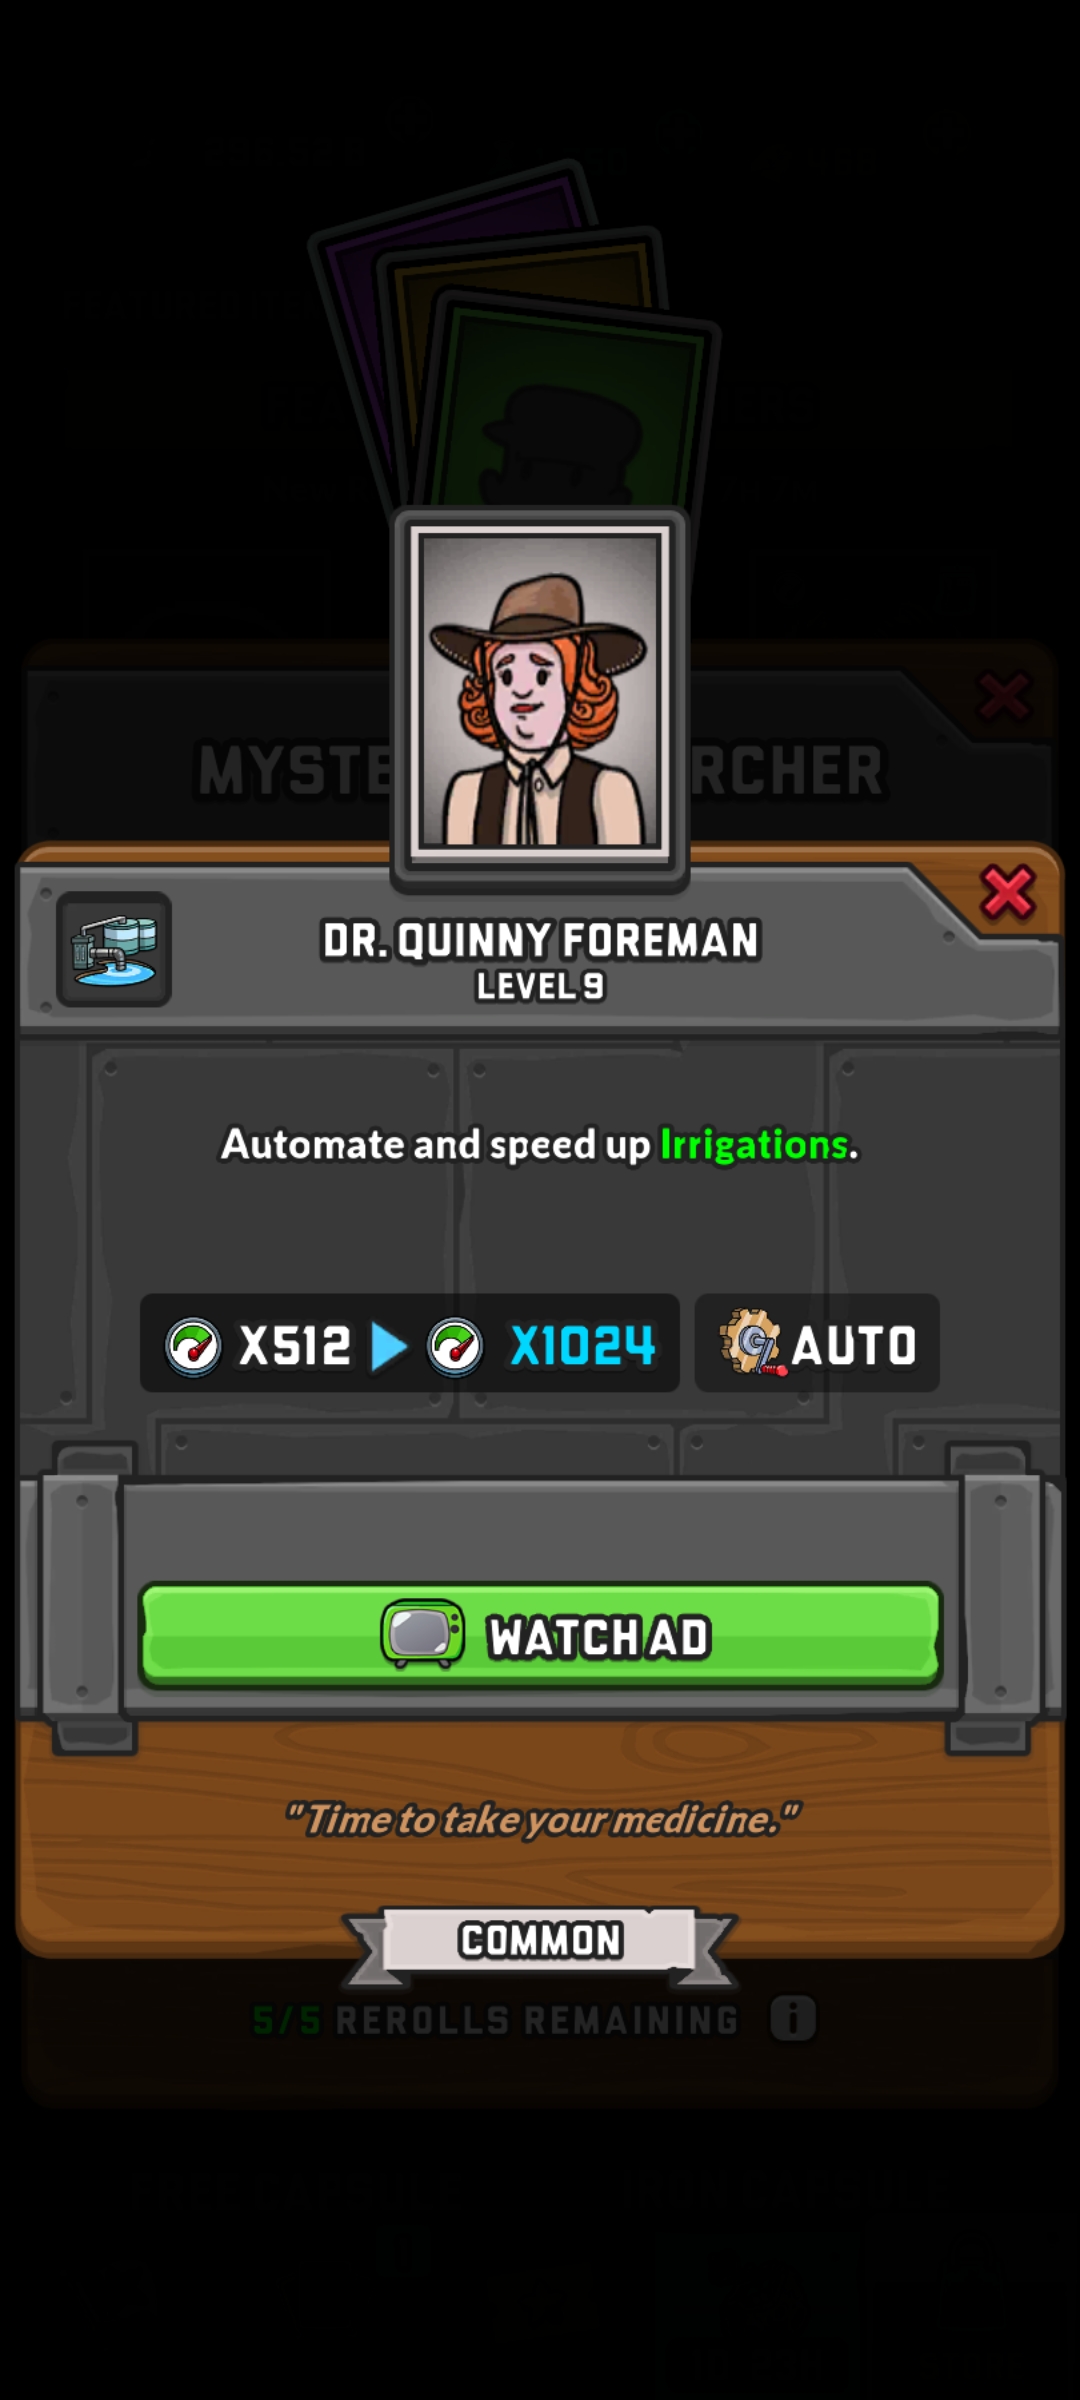 MYSTE RCHER
DR. QUINNY FOREMAN
LEVEL 9
Automate and speed up Irrigations.
X512 X1024 AUTO
WATCH AD
"Time to take your medicine."
COMMON
5/5 REROLLS REMAINING i